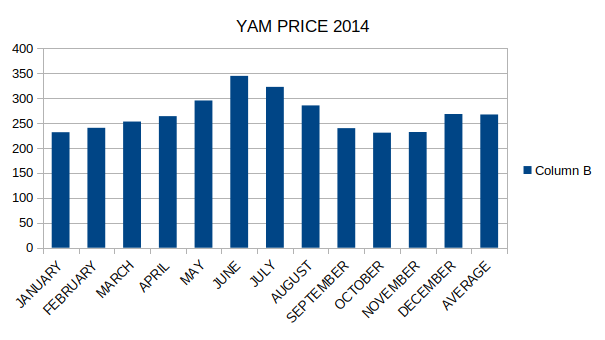 YAM PRICE 2014
400
350
300
250
200
150
100
50
0
JANUARY
FEBRUARY
MARCH
APRIL
MAY
JUNE
JULY
AUGUST
SEPTEMBER
OCTOBER
NOVEMBER
DECEMBER
AVERAGE
Column B